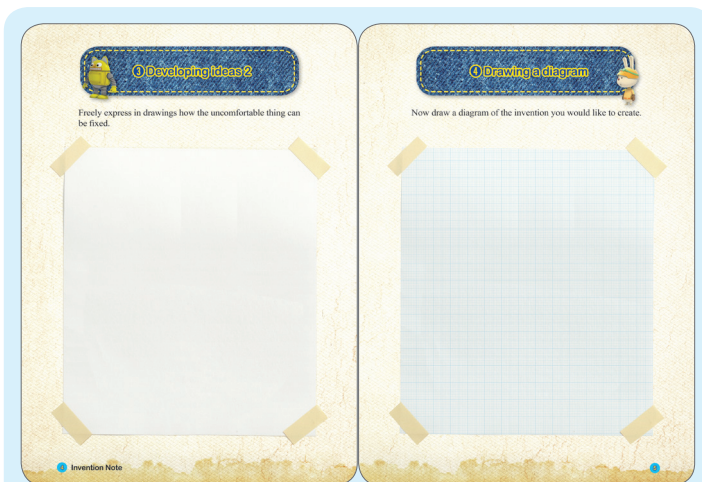 ③ Developing ideas 2
Freely express in drawings how the uncomfortable thing can
be fixed.
Invention Note
④ Drawing a diagram
Now draw a diagram of the invention you would like to create.